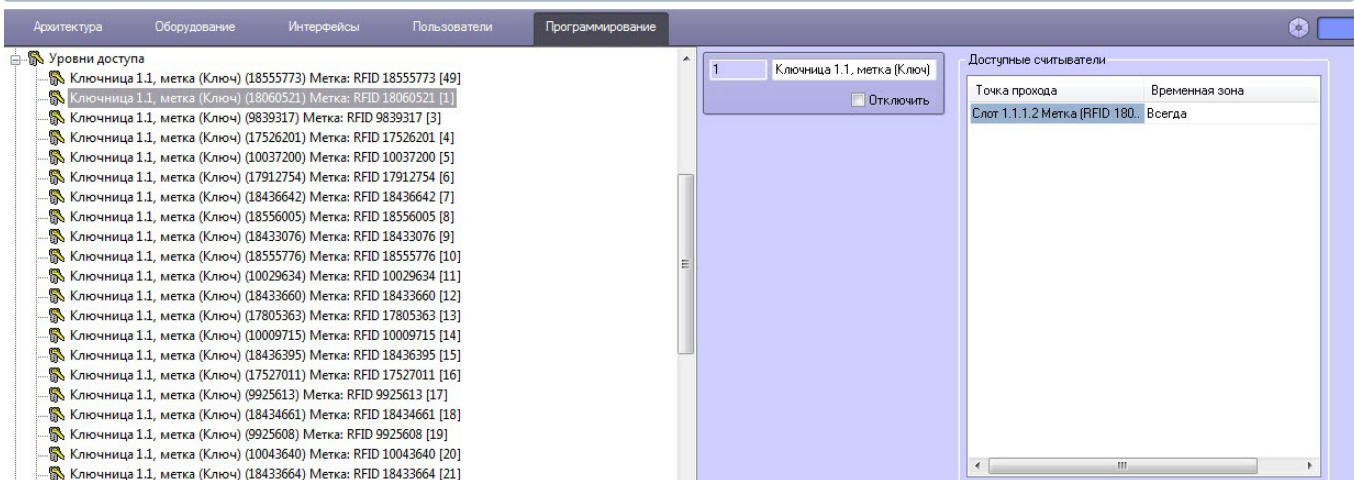 Архитектура Оборудование Интерфейсы Пользователи Программирование
Уровни доступа
Ключница 1.1, метка (Ключ) (18555773) Метка: RFID 18555773 [49]
Ключница 1.1, метка (Ключ) (18060521) Метка: RFID 18060521 [1]
Ключница 1.1, метка (Ключ) (9839317) Метка: RFID 9839317 [3]
Ключница 1.1, метка (Ключ) (17526201) Метка: RFID 17526201 [4]
Ключница 1.1, метка (Ключ) (10037200) Метка: RFID 10037200 [5]
Ключница 1.1, метка (Ключ) (17912754) Метка: RFID 17912754 [6]
Ключница 1.1, метка (Ключ) (18436642) Метка: RFID 18436642 [7]
Ключница 1.1, метка (Ключ) (18556005) Метка: RFID 18556005 [8]
Ключница 1.1, метка (Ключ) (18433076) Метка: RFID 18433076 [9]
Ключница 1.1, метка (Ключ) (18555776) Метка: RFID 18555776 [10]
Ключница 1.1, метка (Ключ) (10029634) Метка: RFID 10029634 [11]
Ключница 1.1, метка (Ключ) (18433660) Метка: RFID 18433660 [12]
Ключница 1.1, метка (Ключ) (17805363) Метка: RFID 17805363 [13]
Ключница 1.1, метка (Ключ) (10009715) Метка: RFID 10009715 [14]
Ключница 1.1, метка (Ключ) (18436395) Метка: RFID 18436395 [15]
Ключница 1.1, метка (Ключ) (17527011) Метка: RFID 17527011 [16]
Ключница 1.1, метка (Ключ) (9925613) Метка: RFID 9925613 [17]
Ключница 1.1, метка (Ключ) (18434661) Метка: RFID 18434661 [18]
Ключница 1.1, метка (Ключ) (9925608) Метка: RFID 9925608 [19]
Ключница 1.1, метка (Ключ) (10043640) Метка: RFID 10043640 [20]
Ключница 1.1, метка (Ключ) (18433664) Метка: RFID 18433664 [21]
1 Ключница 1.1, метка (Ключ)
Отключить
Доступные считыватели
Точка прохода Временная зона
Слот 1.1.1.2 Метка (RFID 180.. Всегда